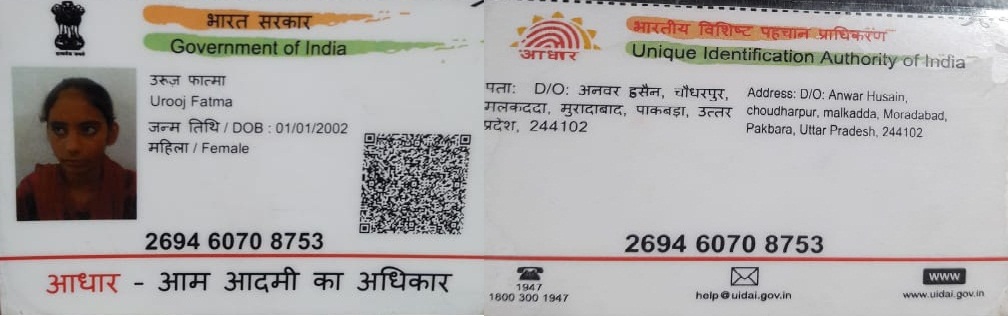 भारत सरकार
Government of India
उरूज़ फात्मा
Urooj Fatma
जन्म तिथि / DOB : 01/01/2002
महिला / Female
2694 6070 8753
आधार - आम आदमी का अधिकार
भारतीय विशिष्ट पहचान प्राधिकरण
Unique Identification Authority of India
आधार
पता: D/O: अनवर हुसैन, चौधरपुर,
मलकददा, मुरादाबाद, पाकबड़ा, उत्तर
प्रदेश, 244102
Address: D/O: Anwar Husain,
choudharpur, malkadda, Moradabad,
Pakbara, Uttar Pradesh, 244102
2694 6070 8753
1947
1800 300 1947
help@uidai.gov.in
www
www.uidai.gov.in